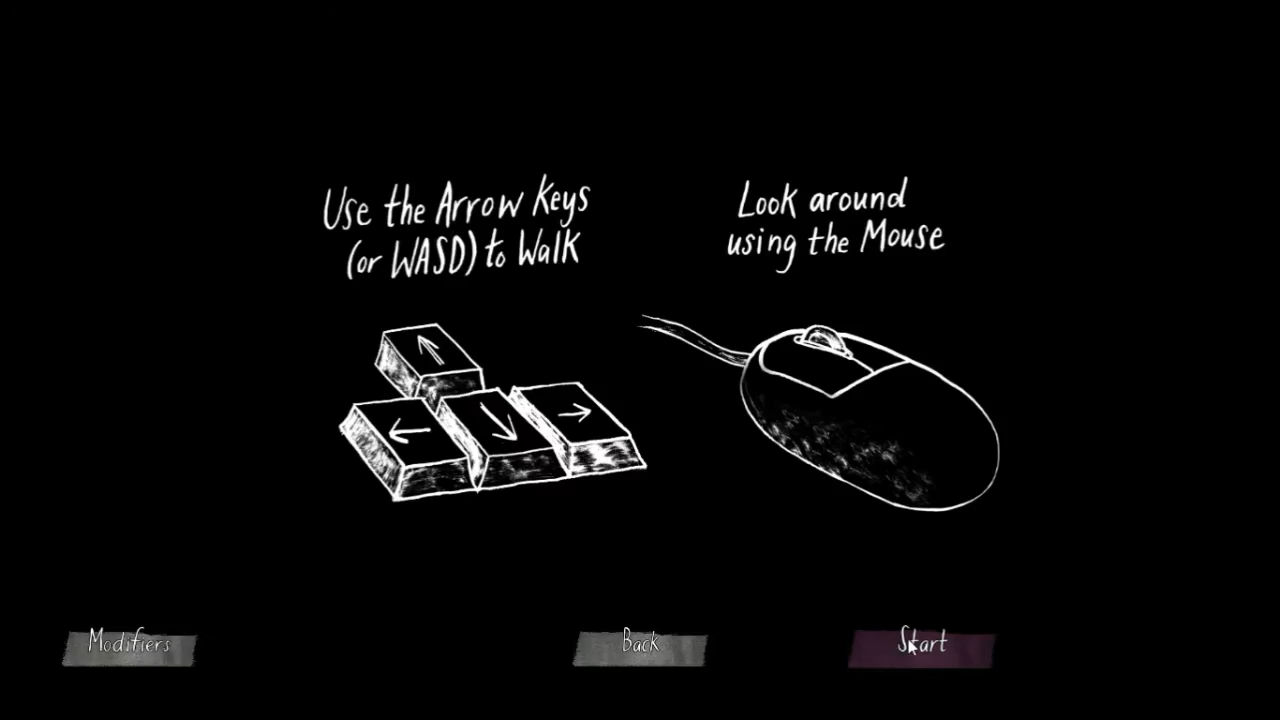 Use the Arrow Keys
(or WASD) to Walk
Look around
using the Mouse
Modifiers
Back
Start